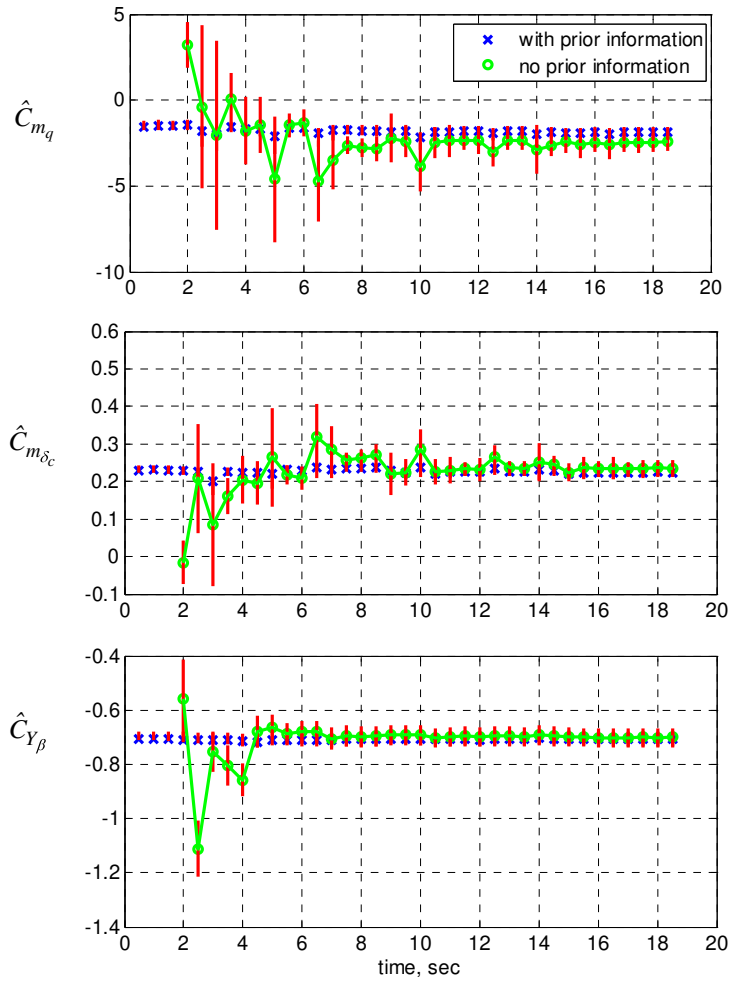 5
0
-5
-10
0 2 4 6 8 10 12 14 16 18 20
with prior information
no prior information
Ĉ_{m_q}
0.6
0.5
0.4
0.3
0.2
0.1
0
-0.1
0 2 4 6 8 10 12 14 16 18 20
Ĉ_{m_{δ_c}}
-0.4
-0.6
-0.8
-1
-1.2
-1.4
0 2 4 6 8 10 12 14 16 18 20
Ĉ_{Y_β}
time, sec